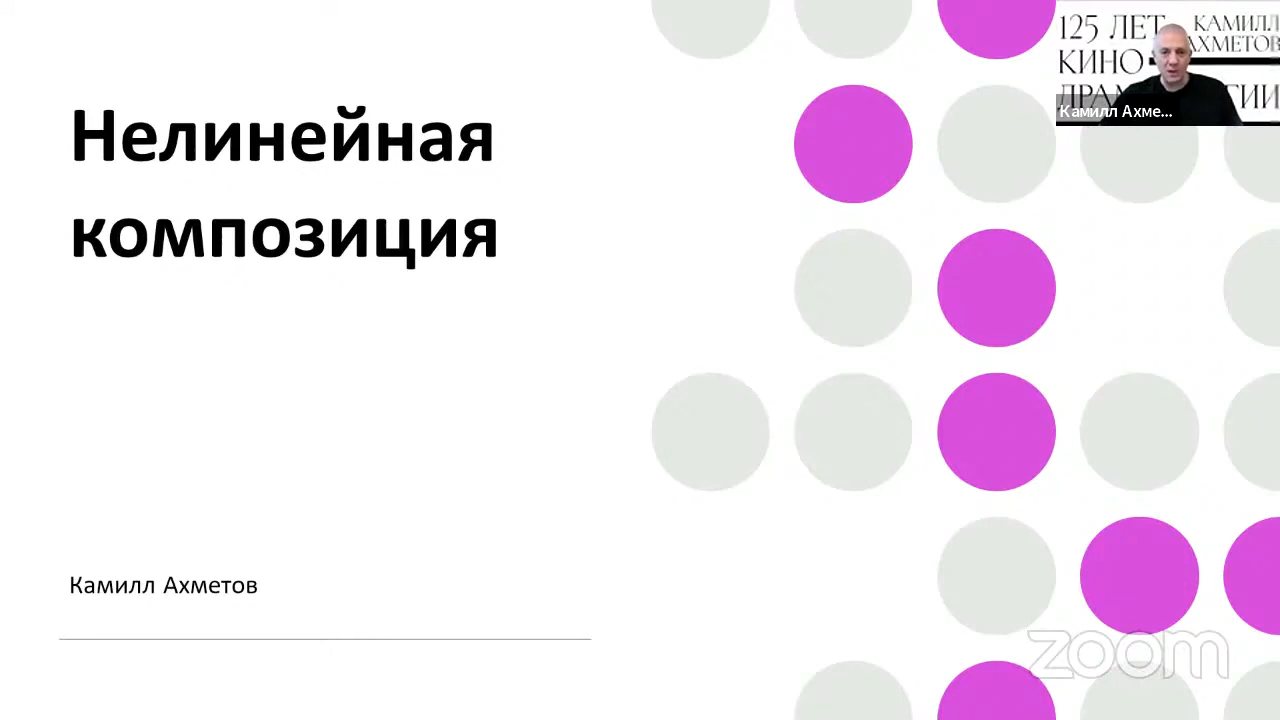 Нелинейная
композиция
Камилл Ахметов
125 ЛЕТ
КИНО
КАМИЛЛ
АХМЕТОВ
Камилл Ахме...
zoom